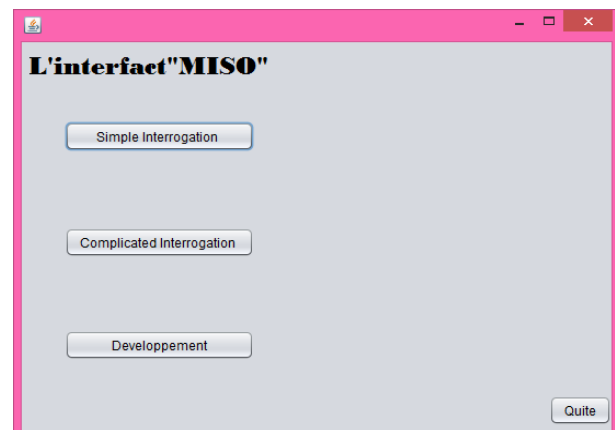 L'interfact"MISO"
Simple Interrogation
Complicated Interrogation
Developpement
Quite